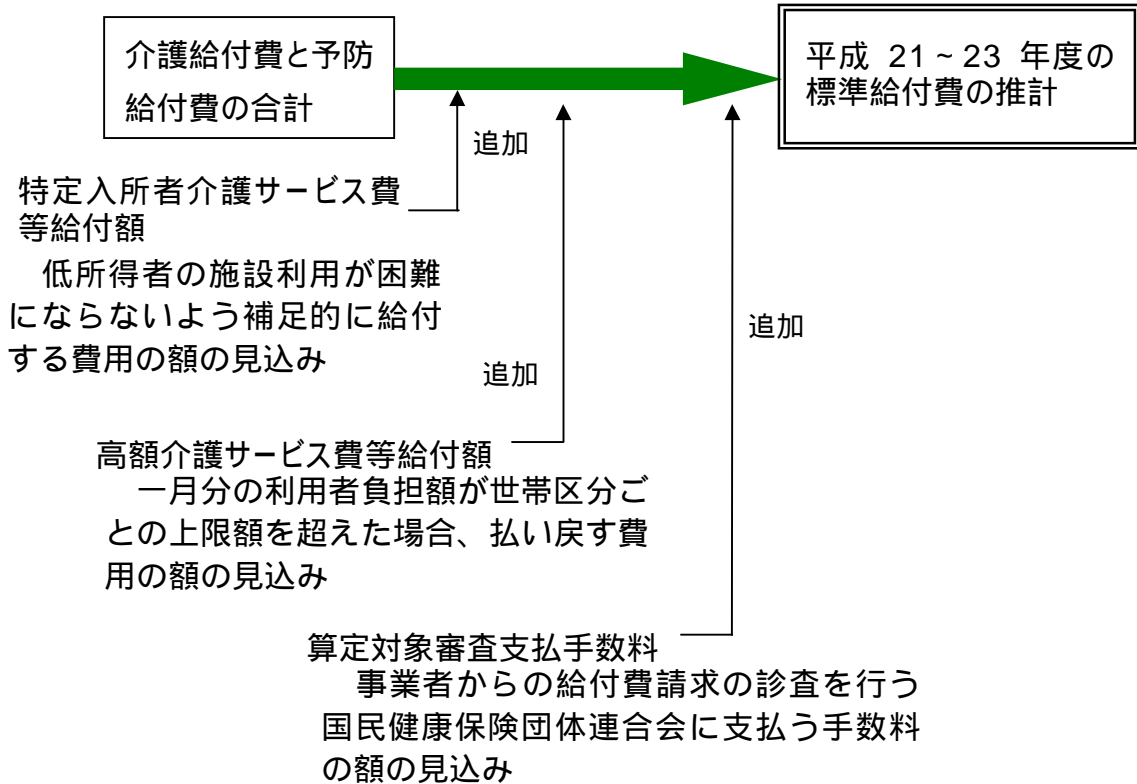 介護給付費と予防
給付費の合計
平成 21~23 年度の
標準給付費の推計
追加
特定入所者介護サービス費
等給付額
低所得者の施設利用が困難
にならないよう補足的に給付
する費用の額の見込み
追加
追加
高額介護サービス費等給付額
一月分の利用者負担額が世帯区分ご
との上限額を超えた場合、払い戻す費
用の額の見込み
算定対象審査支払手数料
事業者からの給付費請求の診査を行う
国民健康保険団体連合会に支払う手数料
の額の見込み